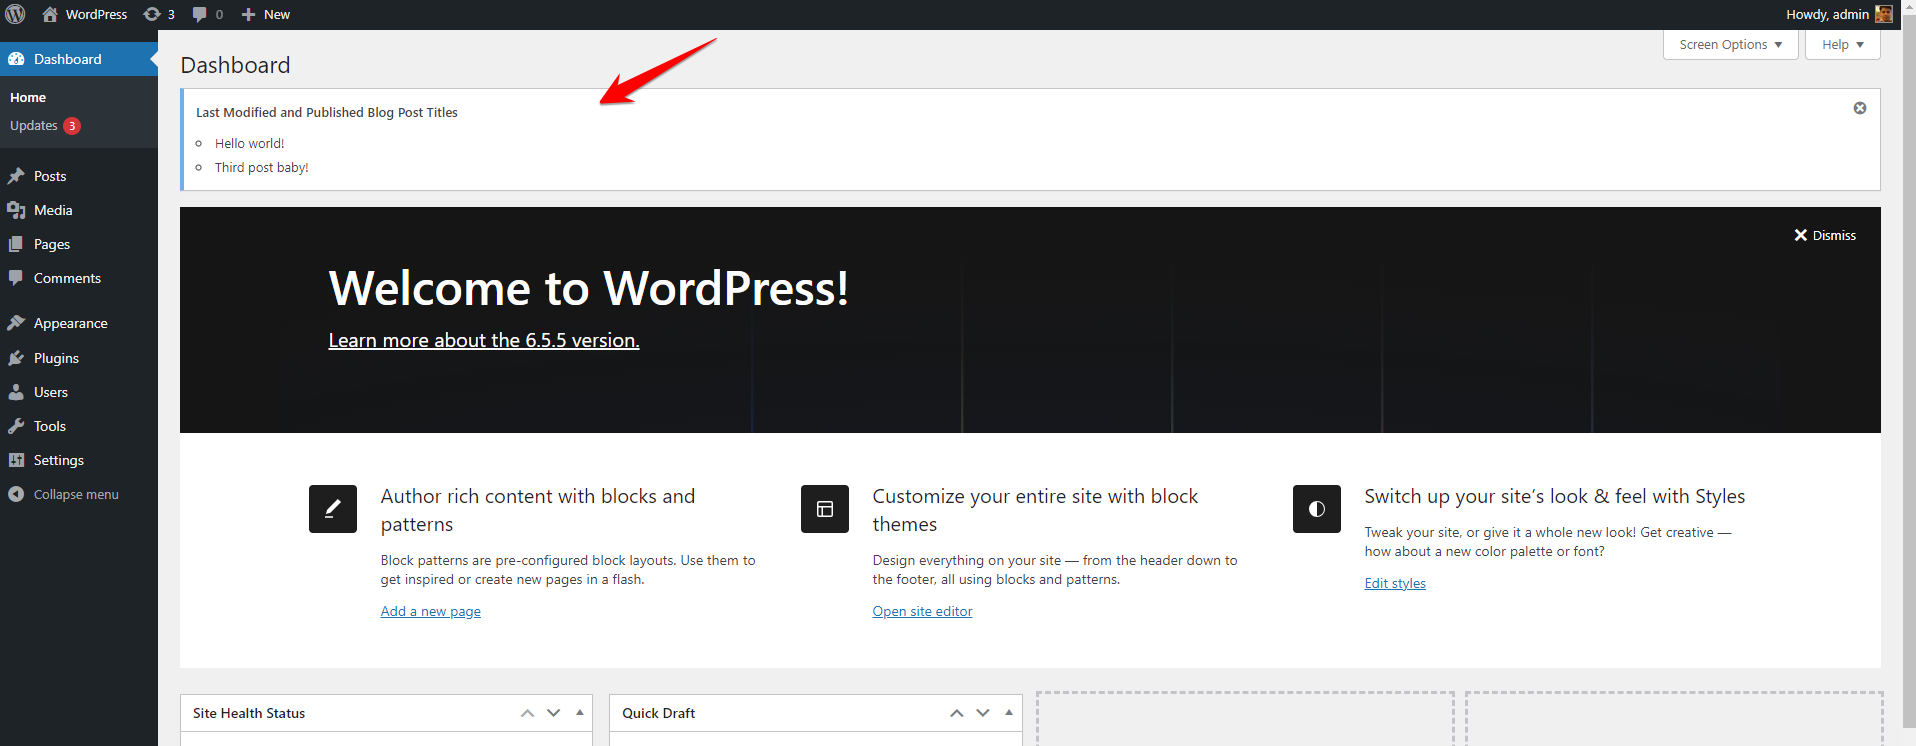 WordPress 3 0 New Howdy, admin
Dashboard
Home
Updates 3
Posts
Media
Pages
Comments
Appearance
Plugins
Users
Tools
Settings
Collapse menu
Screen Options Help
Dashboard
Last Modified and Published Blog Post Titles
Hello world!
Third post baby!
Dismiss
Welcome to WordPress!
Learn more about the 6.5.5 version.
Author rich content with blocks and
patterns
Block patterns are pre-configured block layouts. Use them to
get inspired or create new pages in a flash.
Add a new page
Customize your entire site with block
themes
Design everything on your site — from the header down to
the footer, all using blocks and patterns.
Open site editor
Switch up your site’s look & feel with Styles
Tweak your site, or give it a whole new look! Get creative —
how about a new color palette or font?
Edit styles
Site Health Status
Quick Draft